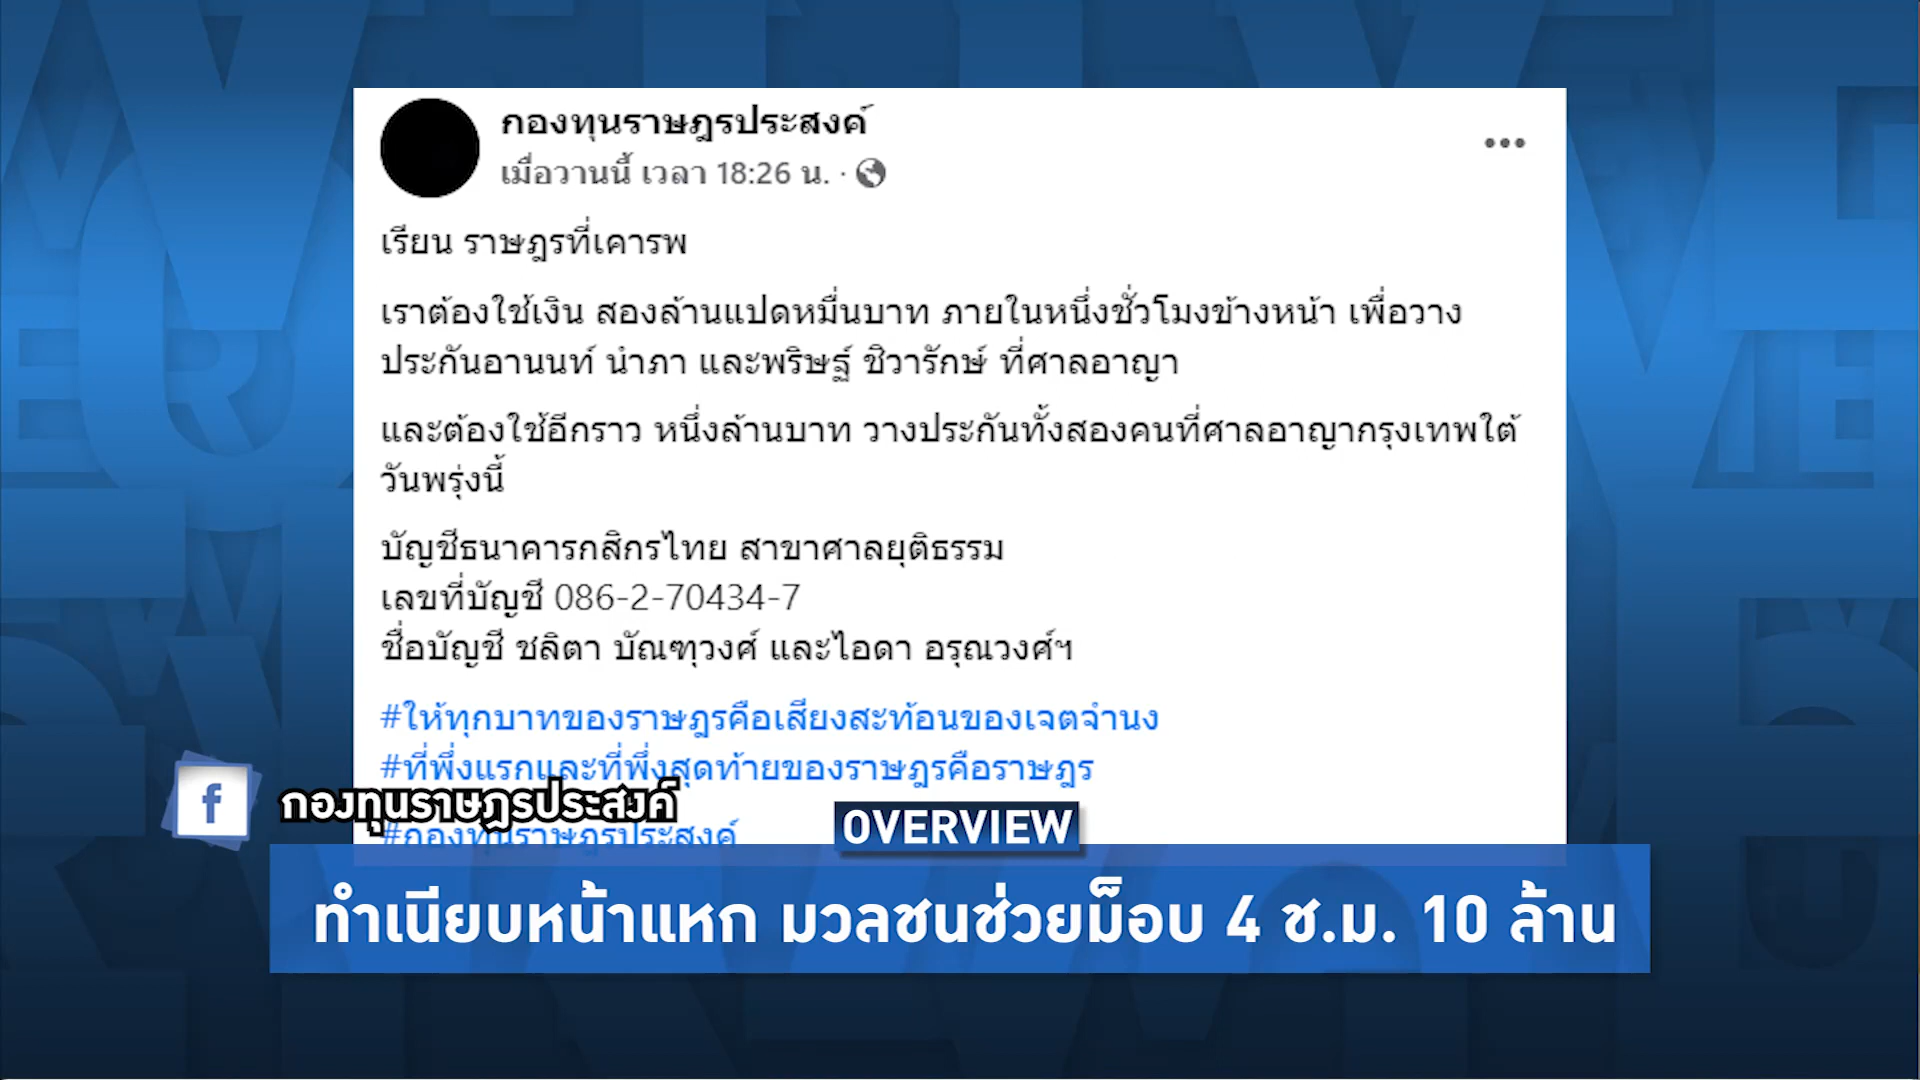 กองทุนราษฎรประสงค์
เมื่อวานนี้ เวลา 18:26 น. ·
เรียน ราษฎรที่เคารพ
เราต้องใช้เงิน สองล้านแปดหมื่นบาท ภายในหนึ่งชั่วโมงข้างหน้า เพื่อวาง
ประกันอานนท์ นำภา และพริษฐ์ ชิวารักษ์ ที่ศาลอาญา
และต้องใช้อีกราว หนึ่งล้านบาท วางประกันทั้งสองคนที่ศาลอาญากรุงเทพใต้
วันพรุ่งนี้
บัญชีธนาคารกสิกรไทย สาขาศาลยุติธรรม
เลขที่บัญชี 086-2-70434-7
ชื่อบัญชี ชลิตา บัณฑุวงศ์ และไอดา อรุณวงศ์ฯ
#ให้ทุกบาทของราษฎรคือเสียงสะท้อนของเจตจำนง
#ที่พึ่งแรกและที่พึ่งสุดท้ายของราษฎรคือราษฎร
#กองทุนราษฎรประสงค์
f กองทุนราษฎรประสงค์
OVERVIEW
ทำเนียบหน้าแหก มวลชนช่วยม็อบ 4 ช.ม. 10 ล้าน